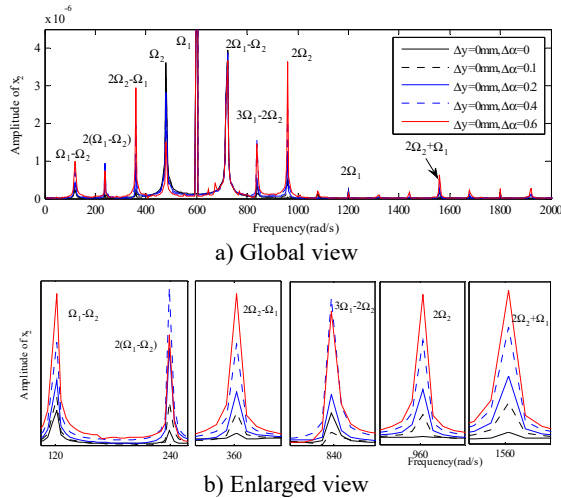 × 10⁻⁶
Amplitude of x₂
4
3
2
1
0
0 200 400 600 800 1000 1200 1400 1600 1800 2000
Frequency(rad/s)
Ω₁−Ω₂
2(Ω₁−Ω₂)
2Ω₂−Ω₁
Ω₂
Ω₁
2Ω₁−Ω₂
3Ω₁−2Ω₂
2Ω₂
2Ω₁
2Ω₂+Ω₁
Δy=0mm,Δα=0
Δy=0mm,Δα=0.1
Δy=0mm,Δα=0.2
Δy=0mm,Δα=0.4
Δy=0mm,Δα=0.6
a) Global view
Amplitude of x₂
Ω₁−Ω₂
2(Ω₁−Ω₂)
2Ω₂−Ω₁
3Ω₁−2Ω₂
2Ω₂
2Ω₂+Ω₁
120 240 360 840 960 1560
Frequency(rad/s)
b) Enlarged view